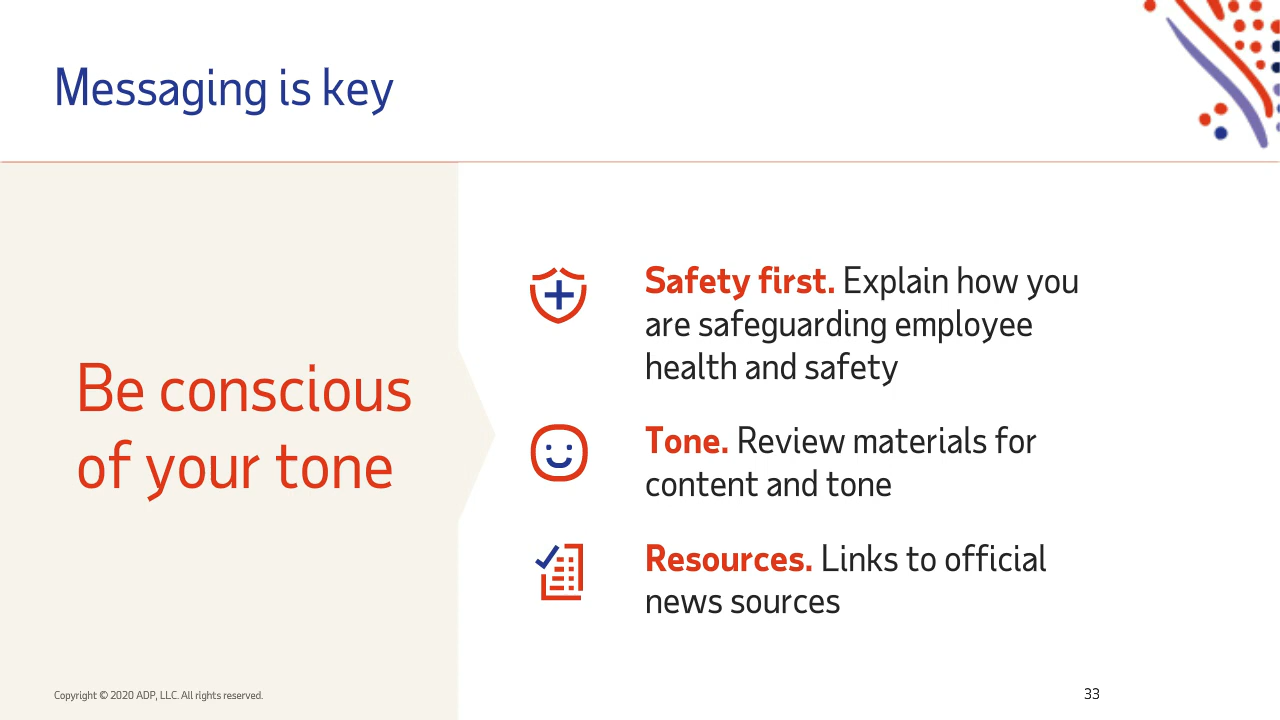 Messaging is key
Be conscious
of your tone
Safety first. Explain how you
are safeguarding employee
health and safety
Tone. Review materials for
content and tone
Resources. Links to official
news sources
Copyright © 2020 ADP, LLC. All rights reserved.
33